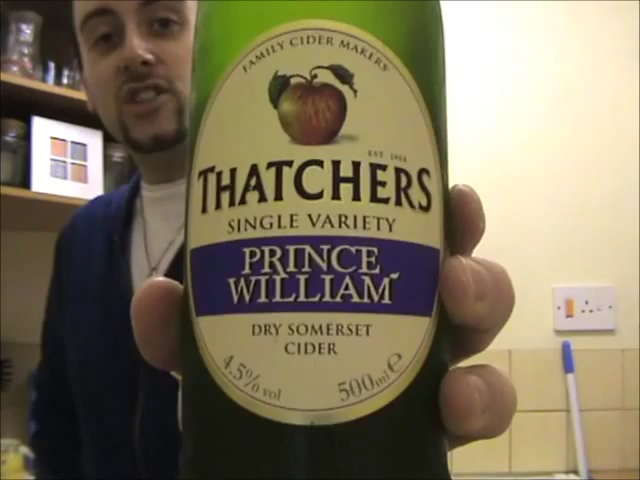 FAMILY CIDER MAKERS
EST. 1904
THATCHERS
SINGLE VARIETY
PRINCE
WILLIAM
DRY SOMERSET
CIDER
4.5% vol
500ml e